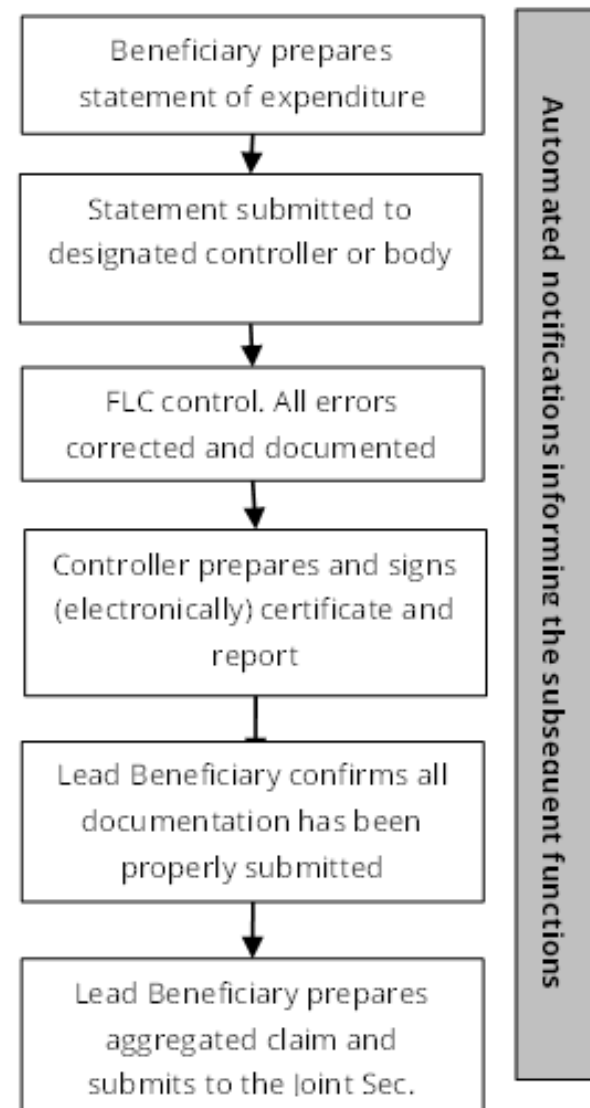 Beneficiary prepares
statement of expenditure
Statement submitted to
designated controller or body
FLC control. All errors
corrected and documented
Controller prepares and signs
(electronically) certificate and
report
Lead Beneficiary confirms all
documentation has been
properly submitted
Lead Beneficiary prepares
aggregated claim and
submits to the Joint Sec.
Automated notifications informing the subsequent functions